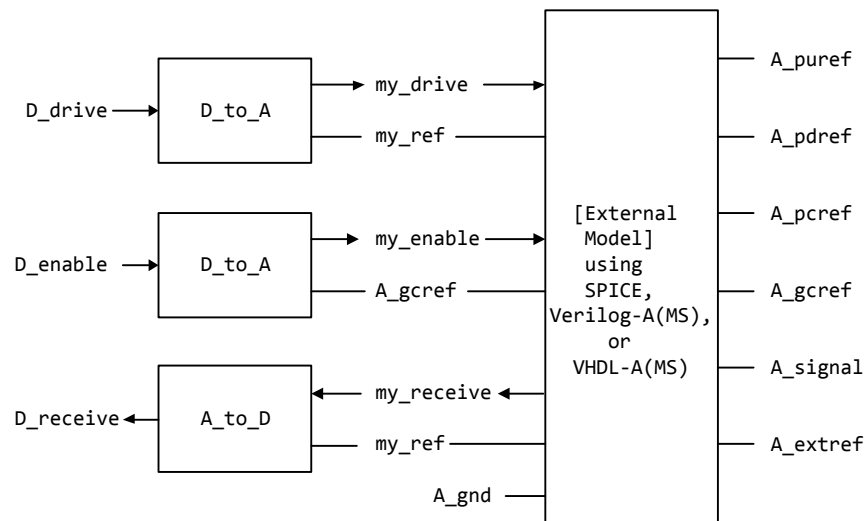 D_drive
D_to_A
my_drive
my_ref
D_enable
D_to_A
my_enable
A_gcref
D_receive
A_to_D
my_receive
my_ref
A_gnd
[External
Model]
using
SPICE,
Verilog-A(MS),
or
VHDL-A(MS)
A_puref
A_pdref
A_pcref
A_gcref
A_signal
A_extref